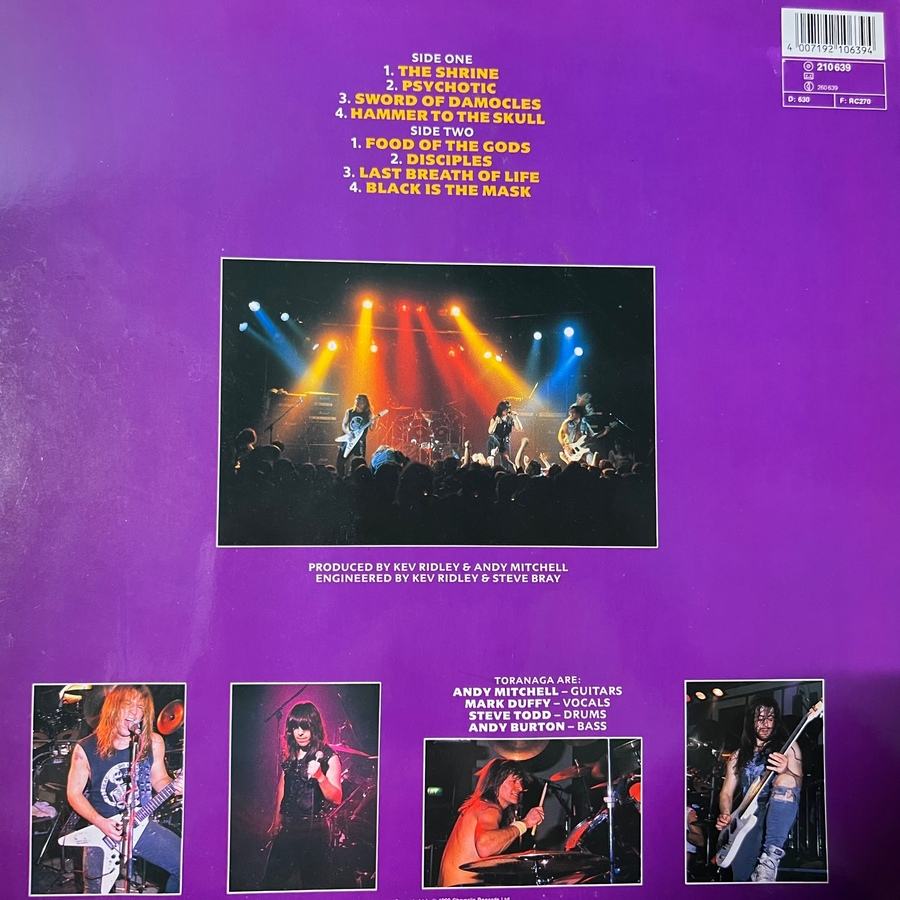 SIDE ONE
1. THE SHRINE
2. PSYCHOTIC
3. SWORD OF DAMOCLES
4. HAMMER TO THE SKULL
SIDE TWO
1. FOOD OF THE GODS
2. DISCIPLES
3. LAST BREATH OF LIFE
4. BLACK IS THE MASK
4 007192 106394
210 639
260 639
D: 630 F: RC270
PRODUCED BY KEV RIDLEY & ANDY MITCHELL
ENGINEERED BY KEV RIDLEY & STEVE BRAY
TORANAGA ARE:
ANDY MITCHELL – GUITARS
MARK DUFFY – VOCALS
STEVE TODD – DRUMS
ANDY BURTON – BASS
Records Ltd